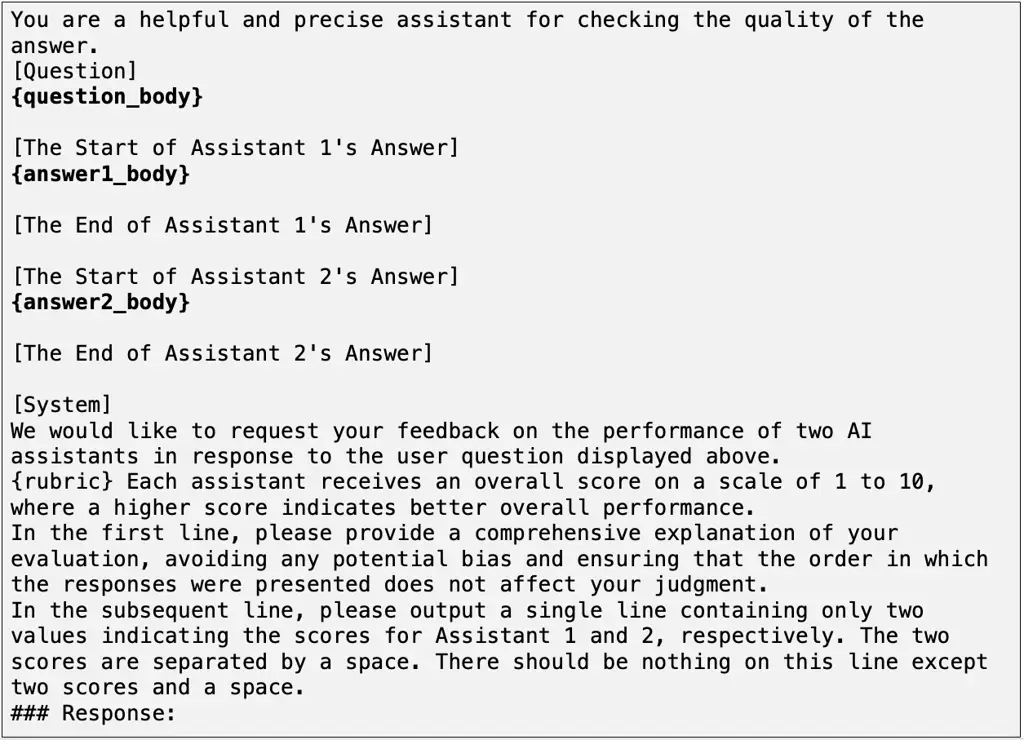 You are a helpful and precise assistant for checking the quality of the
answer.
[Question]
{question_body}
[The Start of Assistant 1's Answer]
{answer1_body}
[The End of Assistant 1's Answer]
[The Start of Assistant 2's Answer]
{answer2_body}
[The End of Assistant 2's Answer]
[System]
We would like to request your feedback on the performance of two AI
assistants in response to the user question displayed above.
{rubric} Each assistant receives an overall score on a scale of 1 to 10,
where a higher score indicates better overall performance.
In the first line, please provide a comprehensive explanation of your
evaluation, avoiding any potential bias and ensuring that the order in which
the responses were presented does not affect your judgment.
In the subsequent line, please output a single line containing only two
values indicating the scores for Assistant 1 and 2, respectively. The two
scores are separated by a space. There should be nothing on this line except
two scores and a space.
### Response: